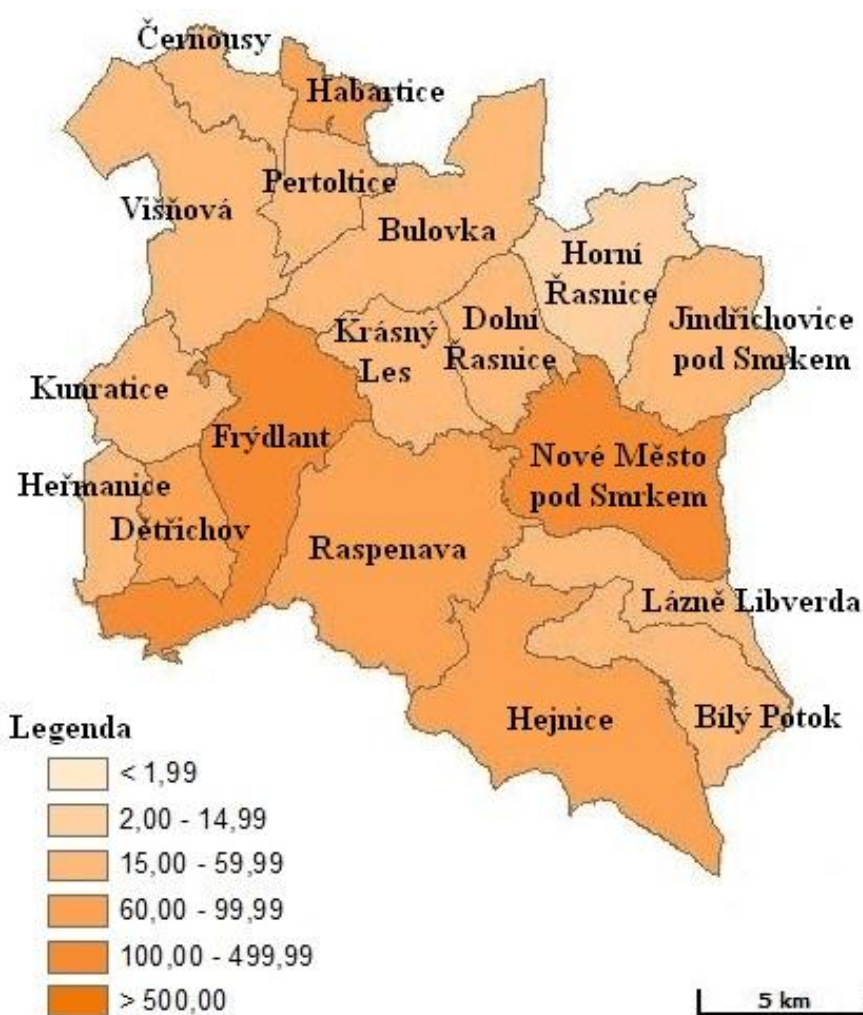 Černousy
Habartice
Pertoltice
Višňová
Bulovka
Horní
Řasnice
Krásný
Les
Dolní
Řasnice
Jindřichovice
pod Smrkem
Kunratice
Frýdlant
Nové Město
pod Smrkem
Heřmanice
Dětřichov
Raspenava
Lázně Libverda
Hejnice
Bílý Potok
Legenda
< 1,99
2,00 - 14,99
15,00 - 59,99
60,00 - 99,99
100,00 - 499,99
> 500,00
5 km